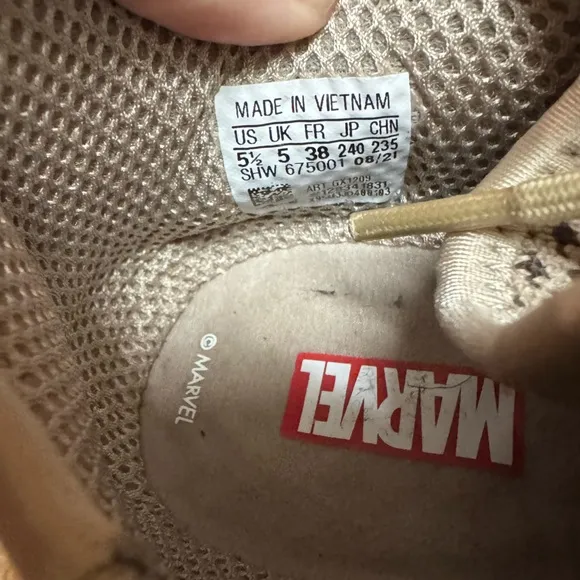 MADE IN VIETNAM
US UK FR JP CHN
5½ 5 38 240 235
SHW 675001 08/21
ART
© MARVEL
MARVEL